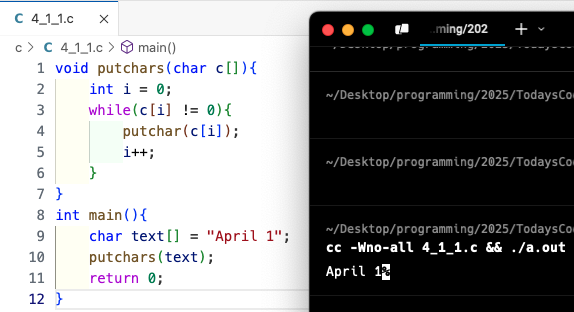 4_1_1.c
c > C 4_1_1.c > main()
1 void putchars(char c[]){
2 int i = 0;
3 while(c[i] != 0){
4 putchar(c[i]);
5 i++;
6 }
7 }
8 int main(){
9 char text[] = "April 1";
10 putchars(text);
11 return 0;
12 }
.ming/202
~/Desktop/programming/2025/TodaysCo
~/Desktop/programming/2025/TodaysCo
~/Desktop/programming/2025/TodaysCo
cc -Wno-all 4_1_1.c && ./a.out
April 1%